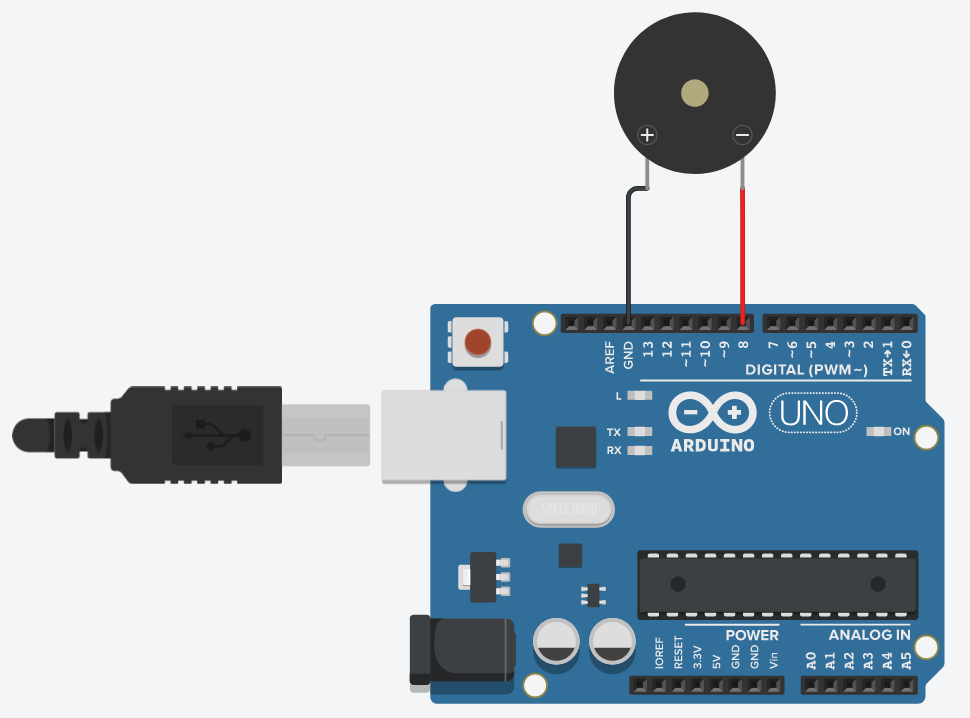 + −
AREF GND 13 12 ~11 ~10 ~9 8 7 ~6 ~5 4 ~3 2 TX→1 RX←0
DIGITAL (PWM~)
L
TX
RX
ARDUINO
UNO
ON
SPK16.000G
POWER
ANALOG IN
IOREF RESET 3.3V 5V GND GND Vin A0 A1 A2 A3 A4 A5